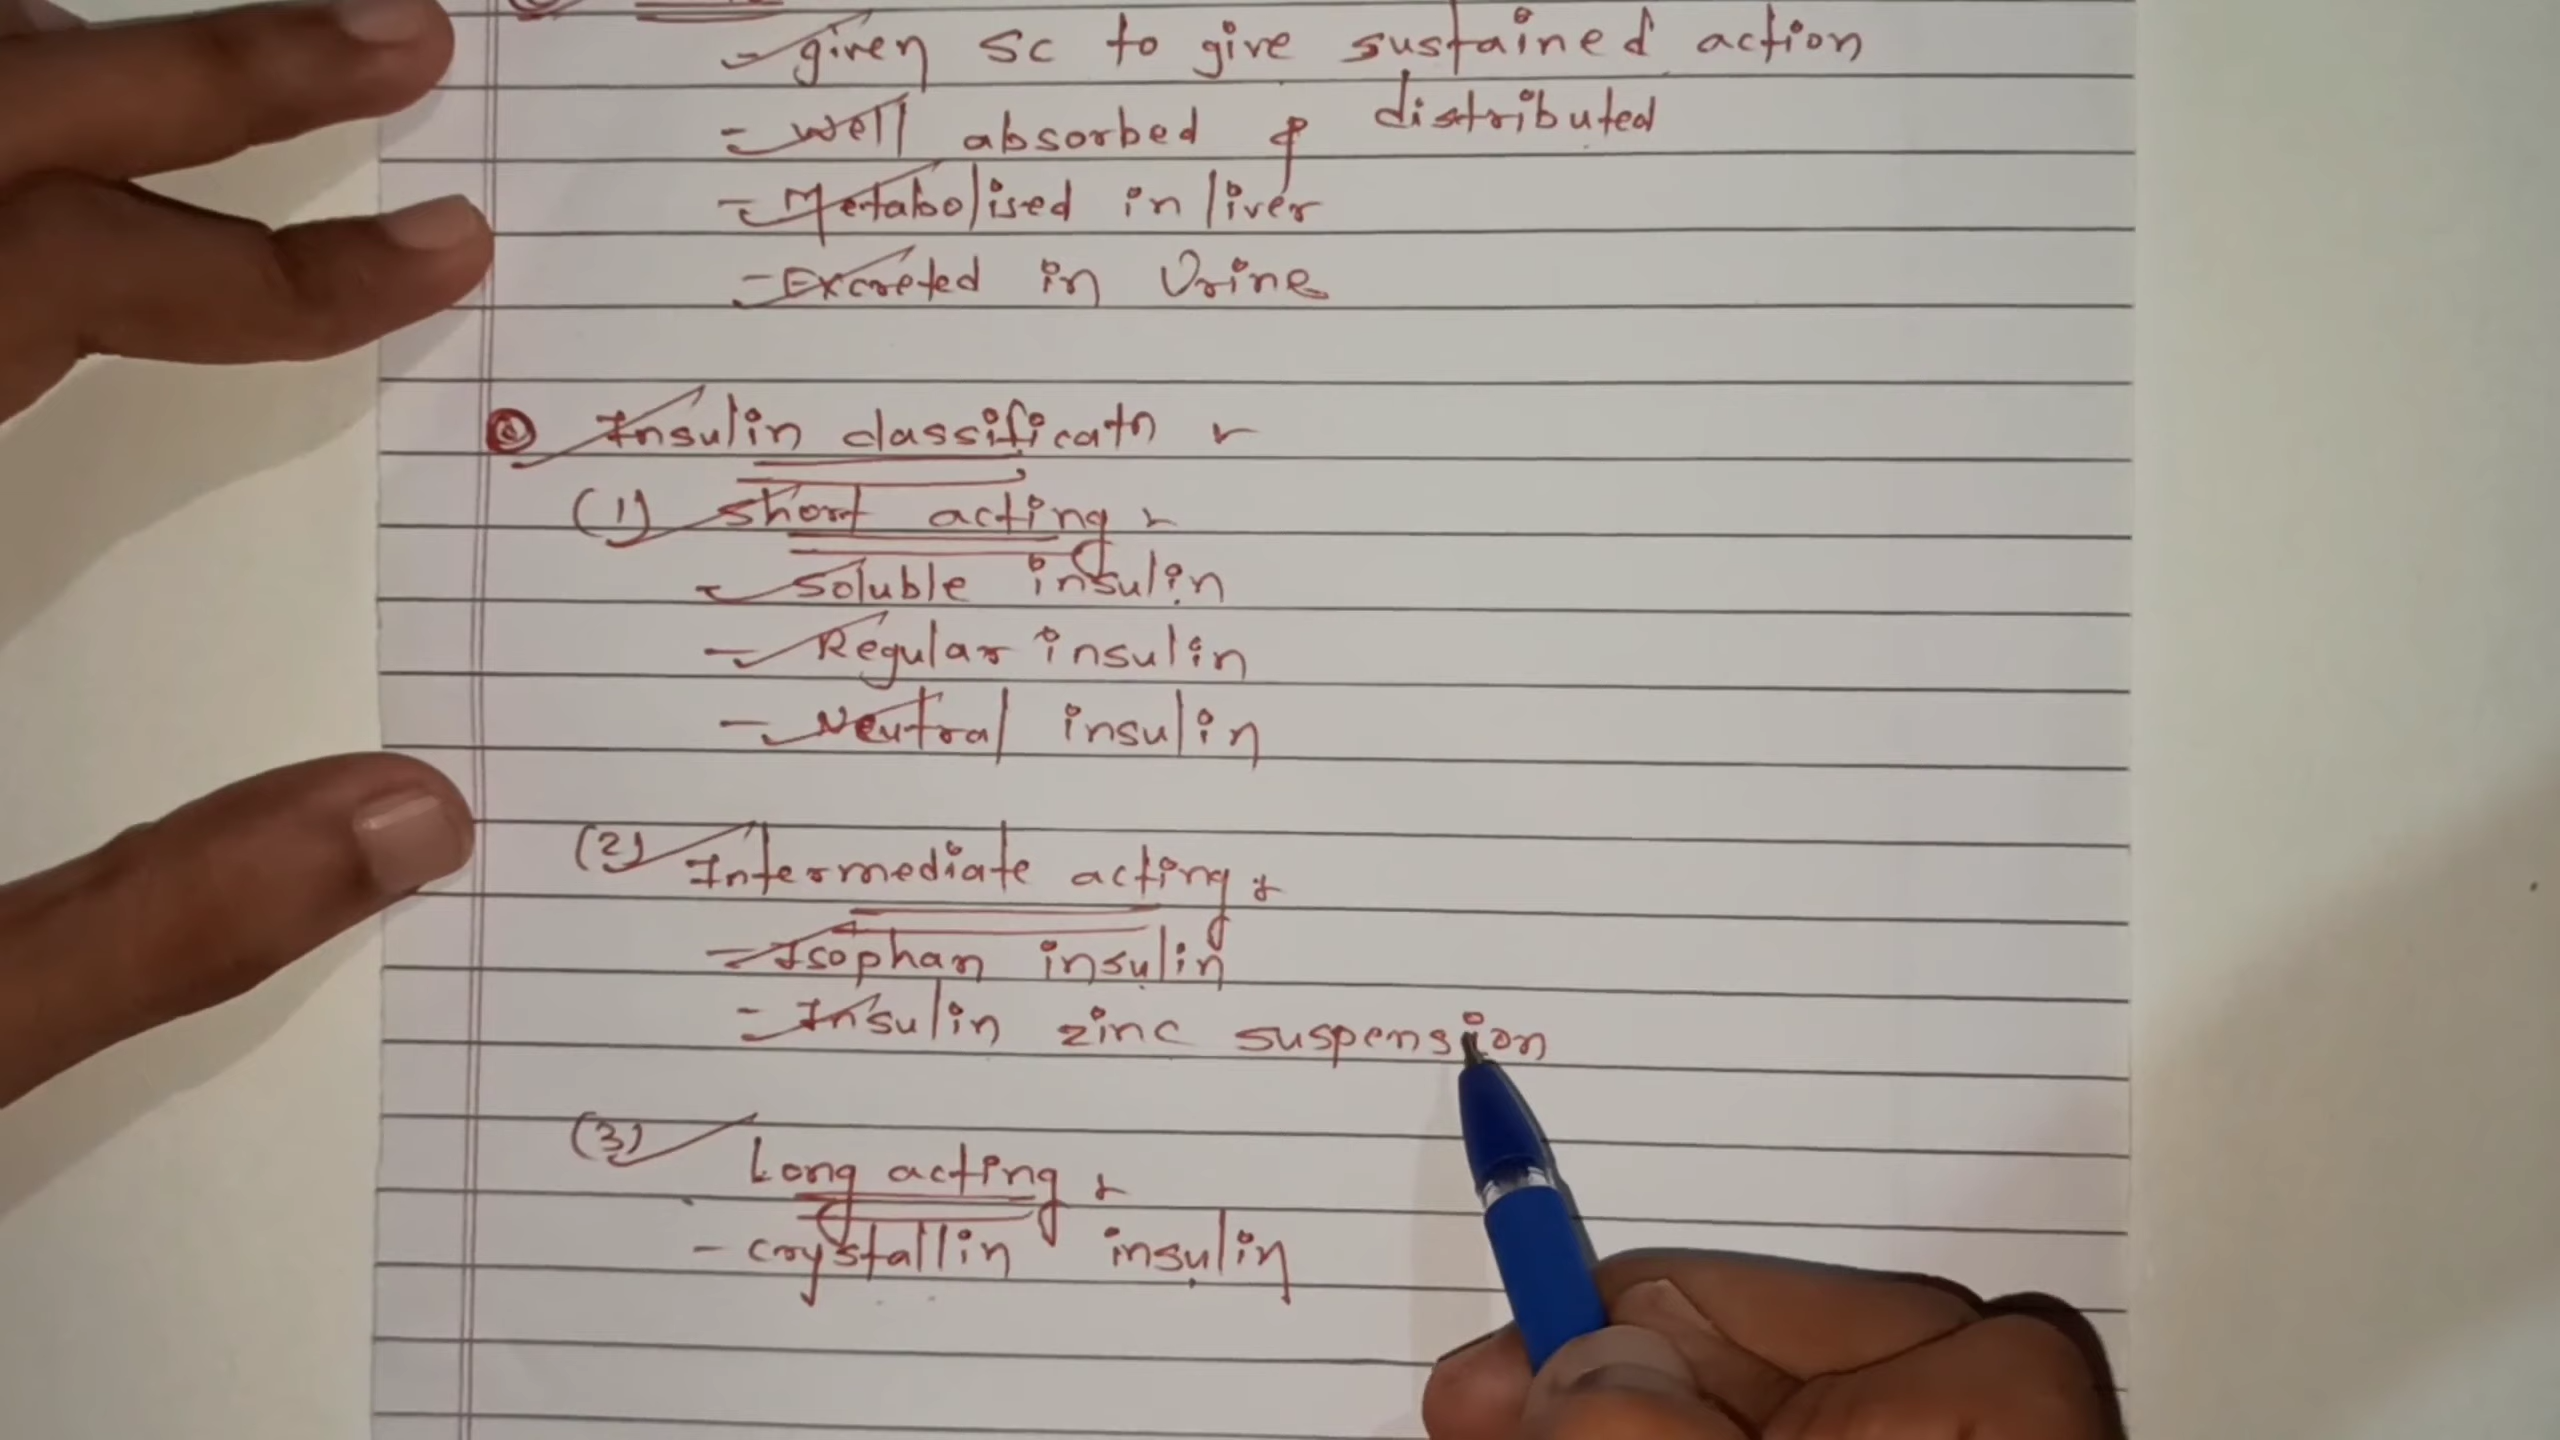 - given SC to give sustained action
- well absorbed & distributed
- Metabolised in liver
- Excreted in Urine
Insulin classificatn
(1) short acting
- soluble insulin
- Regular insulin
- Neutral insulin
(2) Intermediate acting
- Isophan insulin
- Insulin zinc suspension
(3) Long acting
- crystallin insulin